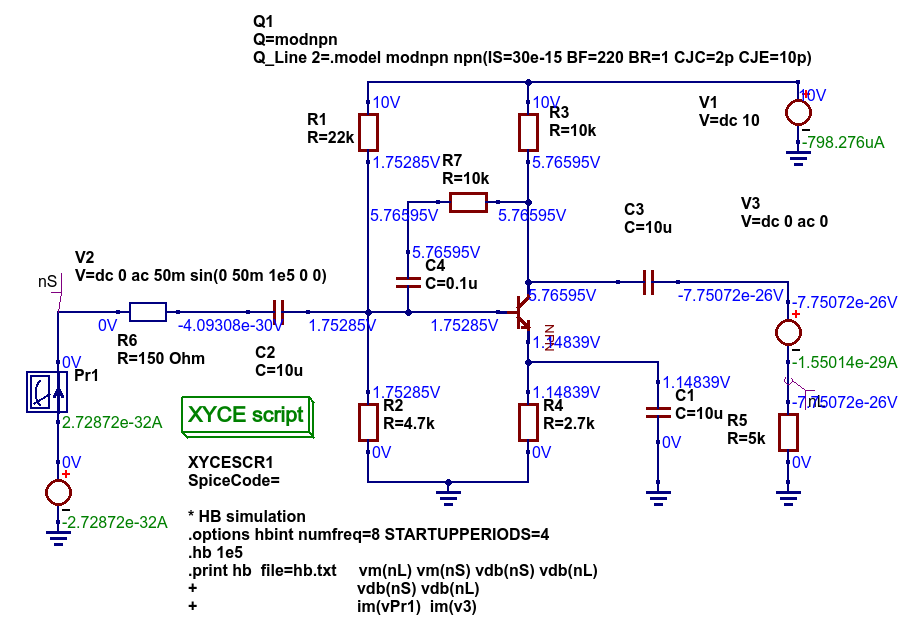 Q1
Q=modnpn
Q_Line 2=.model modnpn npn(IS=30e-15 BF=220 BR=1 CJC=2p CJE=10p)
10V
10V
10V
R1
R=22k
R3
R=10k
V1
V=dc 10
-798.276uA
1.75285V
R7
R=10k
5.76595V
5.76595V
5.76595V
C3
C=10u
V3
V=dc 0 ac 0
V2
V=dc 0 ac 50m sin(0 50m 1e5 0 0)
nS
5.76595V
C4
C=0.1u
5.76595V
-7.75072e-26V
-7.75072e-26V
0V
-4.09308e-30V
1.75285V
1.75285V
NPN
1.14839V
R6
R=150 Ohm
C2
C=10u
0V
Pr1
-1.55014e-29A
1.75285V
1.14839V
1.14839V
-7.75072e-26V
nL
R2
R=4.7k
R4
R=2.7k
C1
C=10u
R5
R=5k
2.72872e-32A
XYCE script
0V
0V
0V
0V
0V
XYCESCR1
SpiceCode=
-2.72872e-32A
* HB simulation
.options hbint numfreq=8 STARTUPPERIODS=4
.hb 1e5
.print hb file=hb.txt vm(nL) vm(nS) vdb(nS) vdb(nL)
+ vdb(nS) vdb(nL)
+ im(vPr1) im(v3)